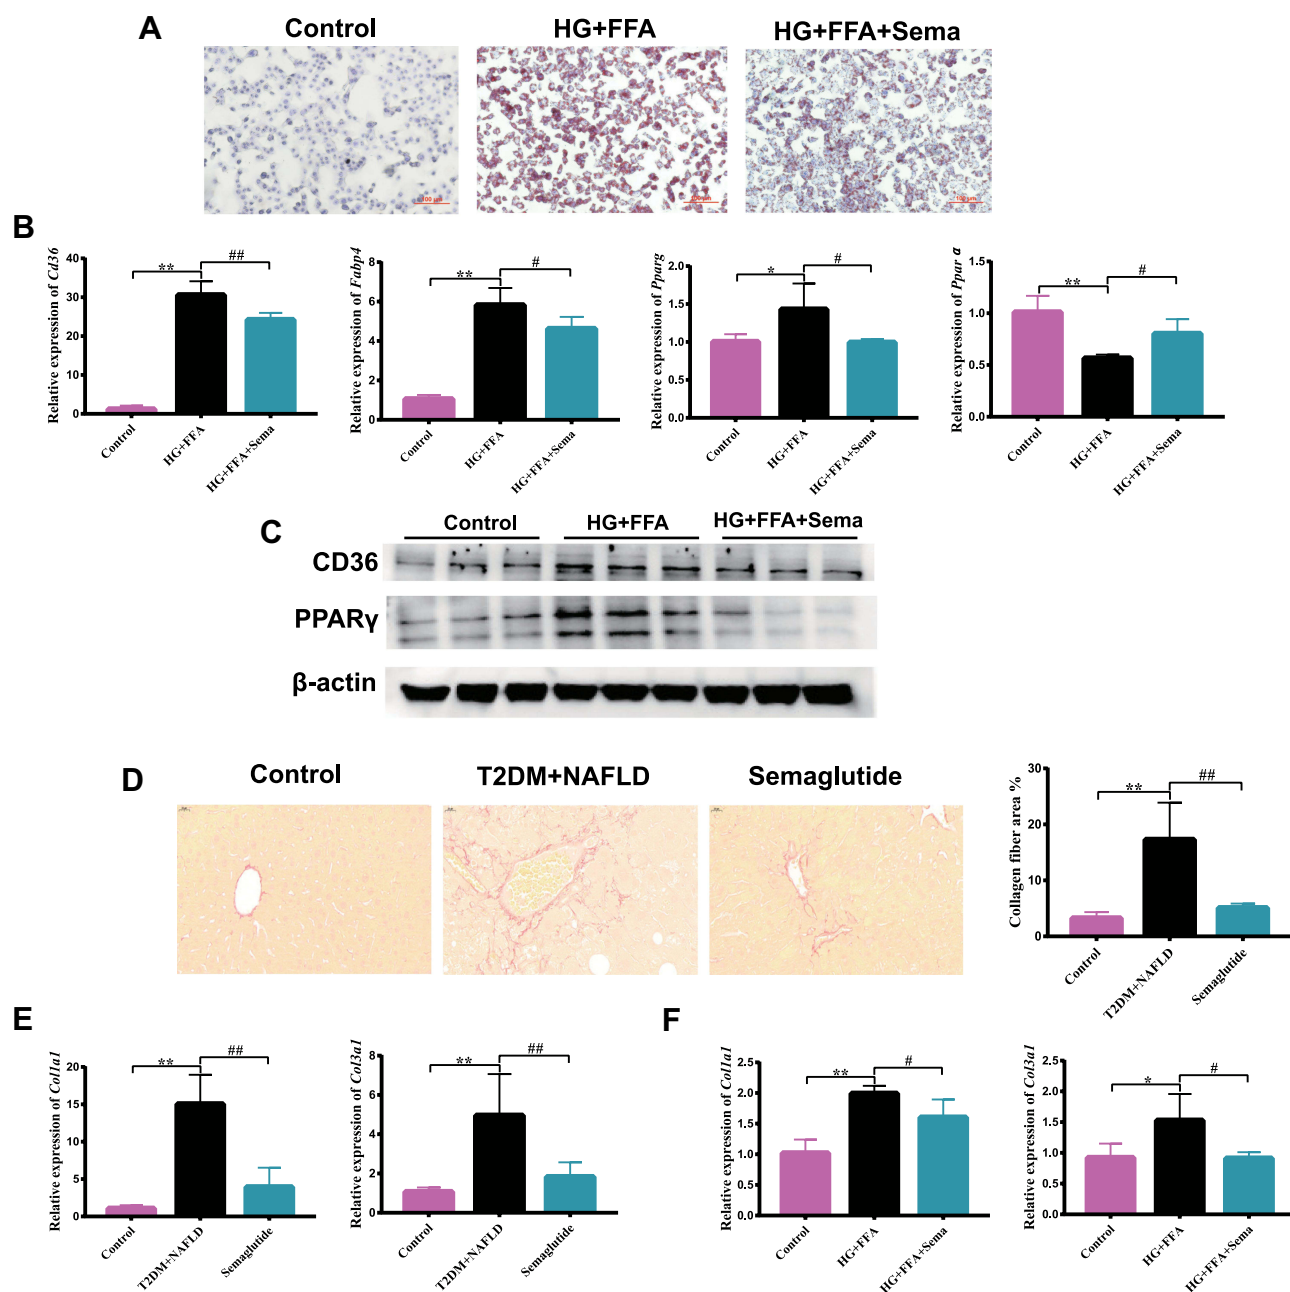 A
Control
HG+FFA
HG+FFA+Sema
100 μm
100 μm
100 μm
B
Relative expression of Cd36
40
30
20
10
0
**
##
Control
HG+FFA
HG+FFA+Sema
Relative expression of Fabp4
8
6
4
2
0
**
#
Control
HG+FFA
HG+FFA+Sema
Relative expression of Pparg
2.0
1.5
1.0
0.5
0.0
*
#
Control
HG+FFA
HG+FFA+Sema
Relative expression of Ppar α
1.5
1.0
0.5
0.0
**
#
Control
HG+FFA
HG+FFA+Sema
C
Control
HG+FFA
HG+FFA+Sema
CD36
PPARγ
β-actin
D
Control
T2DM+NAFLD
Semaglutide
Collagen fiber area %
30
20
10
0
**
##
Control
T2DM+NAFLD
Semaglutide
E
Relative expression of Col1a1
20
15
10
5
0
**
##
Control
T2DM+NAFLD
Semaglutide
Relative expression of Col3a1
8
6
4
2
0
**
##
Control
T2DM+NAFLD
Semaglutide
F
Relative expression of Col1a1
2.5
2.0
1.5
1.0
0.5
0.0
**
#
Control
HG+FFA
HG+FFA+Sema
Relative expression of Col3a1
2.5
2.0
1.5
1.0
0.5
0.0
*
#
Control
HG+FFA
HG+FFA+Sema